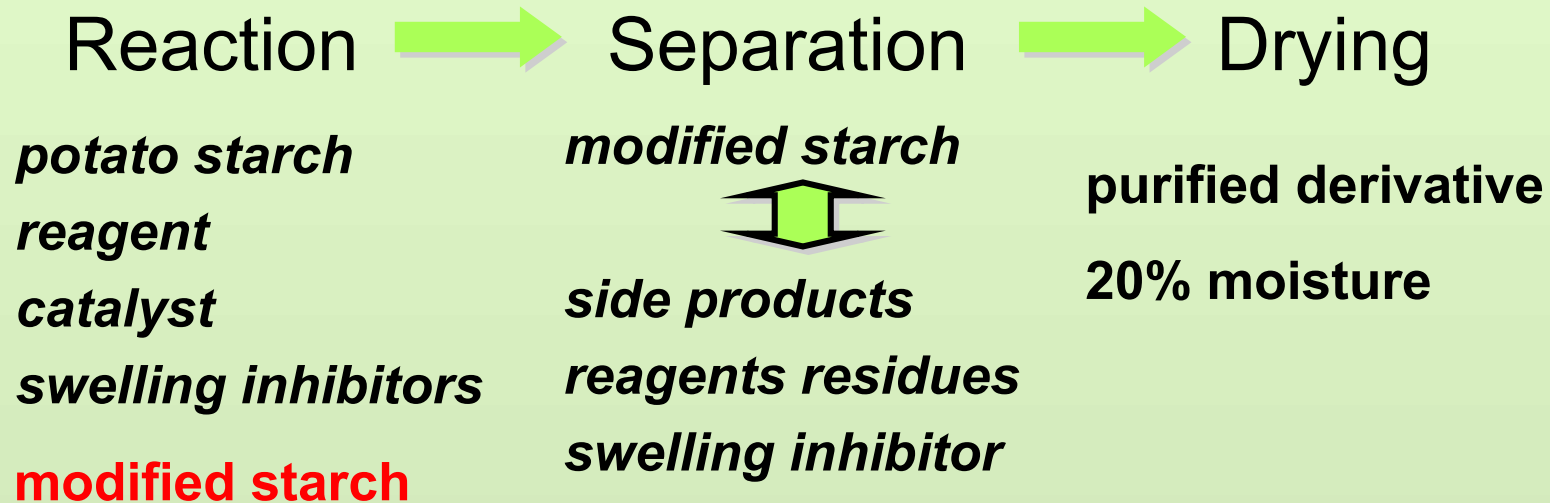 Reaction
Separation
Drying
potato starch
reagent
catalyst
swelling inhibitors
modified starch
modified starch
side products
reagents residues
swelling inhibitor
purified derivative
20% moisture